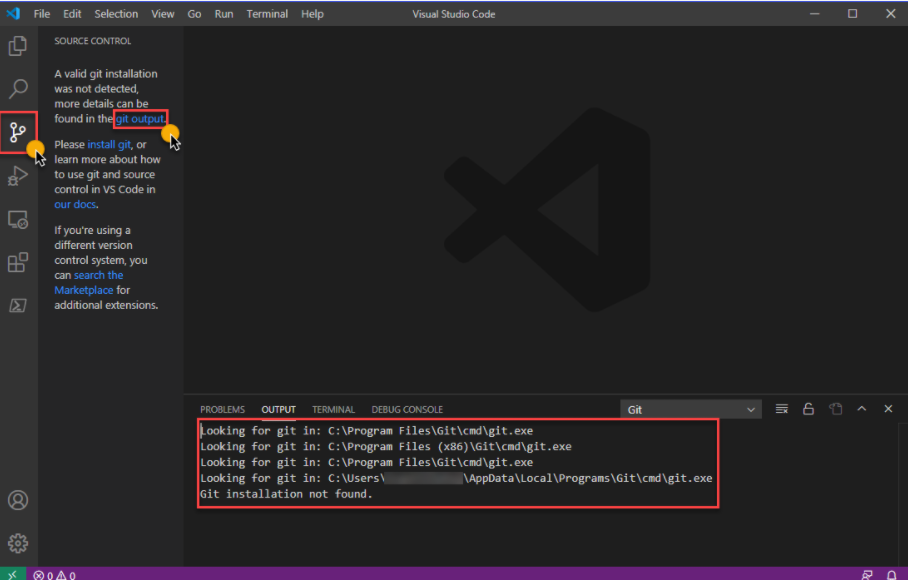 File Edit Selection View Go Run Terminal Help Visual Studio Code
SOURCE CONTROL
A valid git installation
was not detected,
more details can be
found in the git output.
Please install git, or
learn more about how
to use git and source
control in VS Code in
our docs.
If you're using a
different version
control system, you
can search the
Marketplace for
additional extensions.
PROBLEMS OUTPUT TERMINAL DEBUG CONSOLE Git
Looking for git in: C:\Program Files\Git\cmd\git.exe
Looking for git in: C:\Program Files (x86)\Git\cmd\git.exe
Looking for git in: C:\Program Files\Git\cmd\git.exe
Looking for git in: C:\Users\ \AppData\Local\Programs\Git\cmd\git.exe
Git installation not found.
0 0